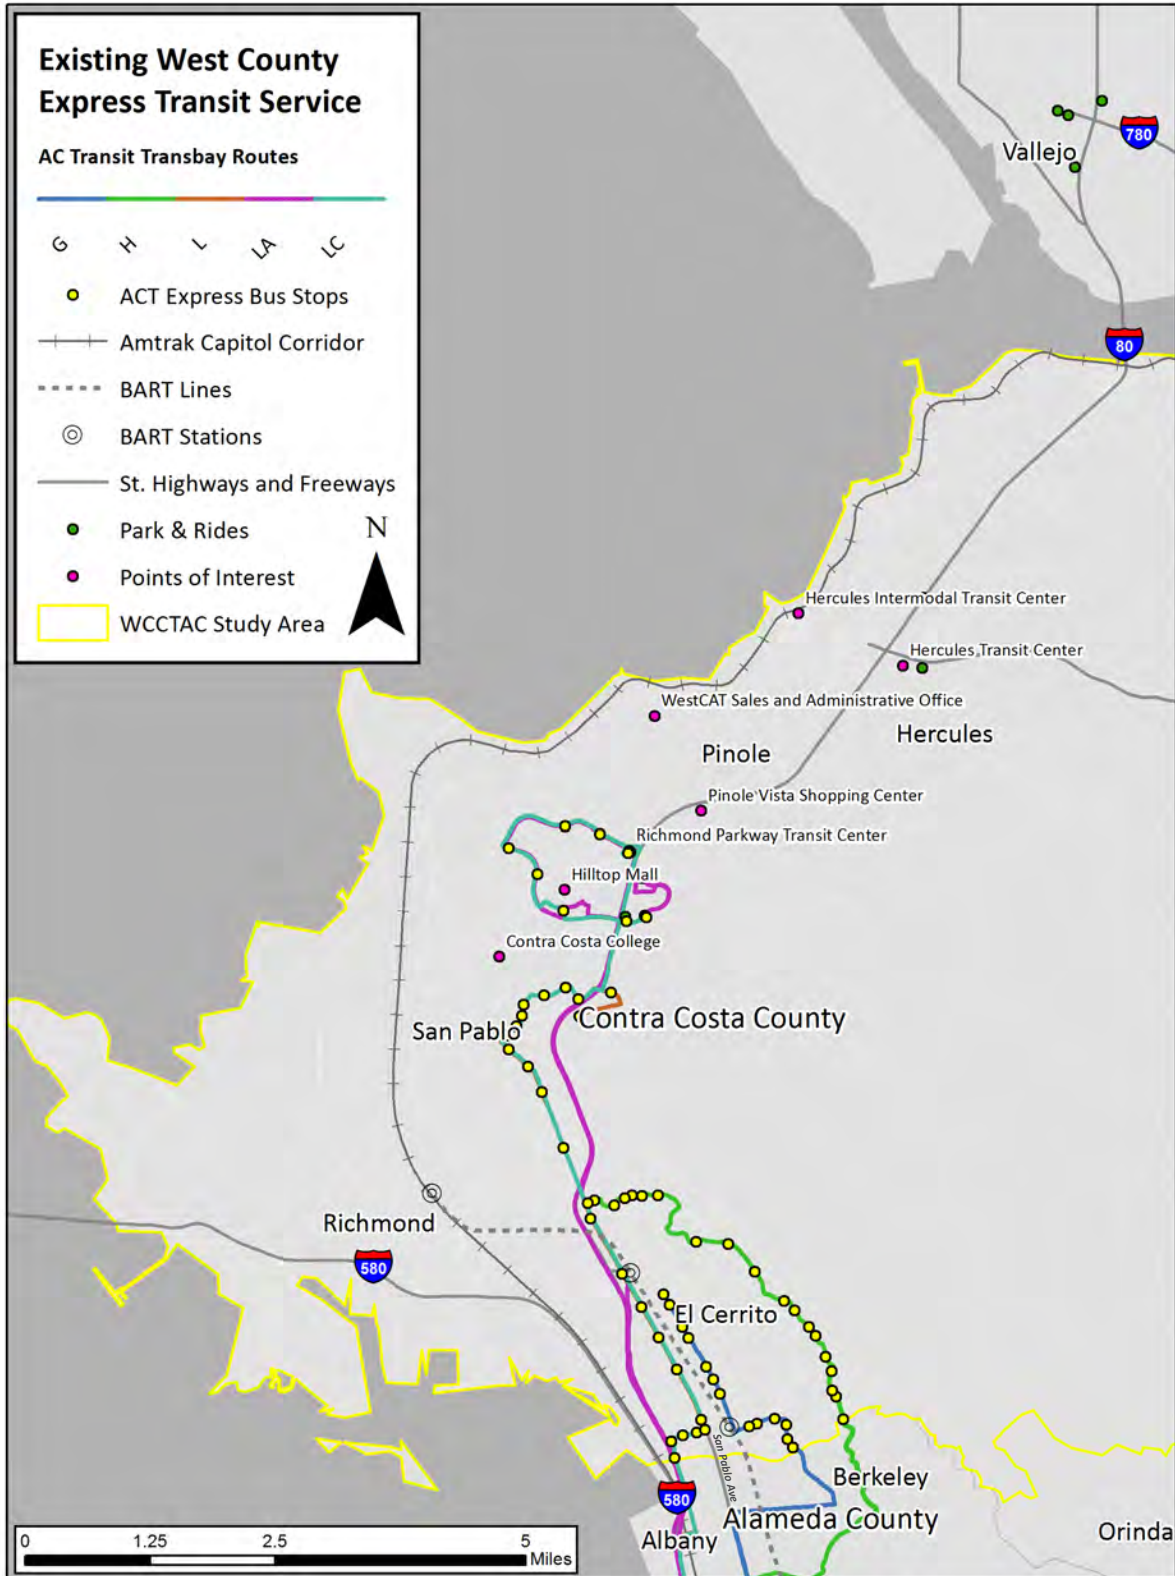 Existing West County
Express Transit Service
AC Transit Transbay Routes
G H L LA LC
ACT Express Bus Stops
Amtrak Capitol Corridor
BART Lines
BART Stations
St. Highways and Freeways
Park & Rides
N
Points of Interest
WCCTAC Study Area
780
Vallejo
80
Hercules Intermodal Transit Center
Hercules Transit Center
WestCAT Sales and Administrative Office
Hercules
Pinole
Pinole Vista Shopping Center
Richmond Parkway Transit Center
Hilltop Mall
Contra Costa College
Contra Costa County
San Pablo
Richmond
580
El Cerrito
San Pablo Ave
Berkeley
580
Alameda County
Albany
Orinda
0 1.25 2.5 5
Miles